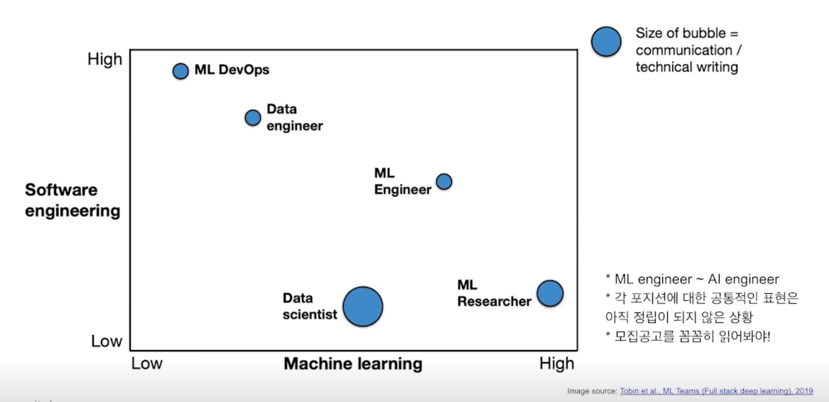 High
ML DevOps
Data
engineer
ML
Engineer
Software
engineering
Data
scientist
ML
Researcher
Low
Low
Machine learning
High
Size of bubble =
communication /
technical writing
* ML engineer ~ AI engineer
* 각 포지션에 대한 공통적인 표현은
아직 정립이 되지 않은 상황
* 모집공고를 꼼꼼히 읽어봐야!
Image source: Tobin et al., ML Teams (Full stack deep learning), 2019